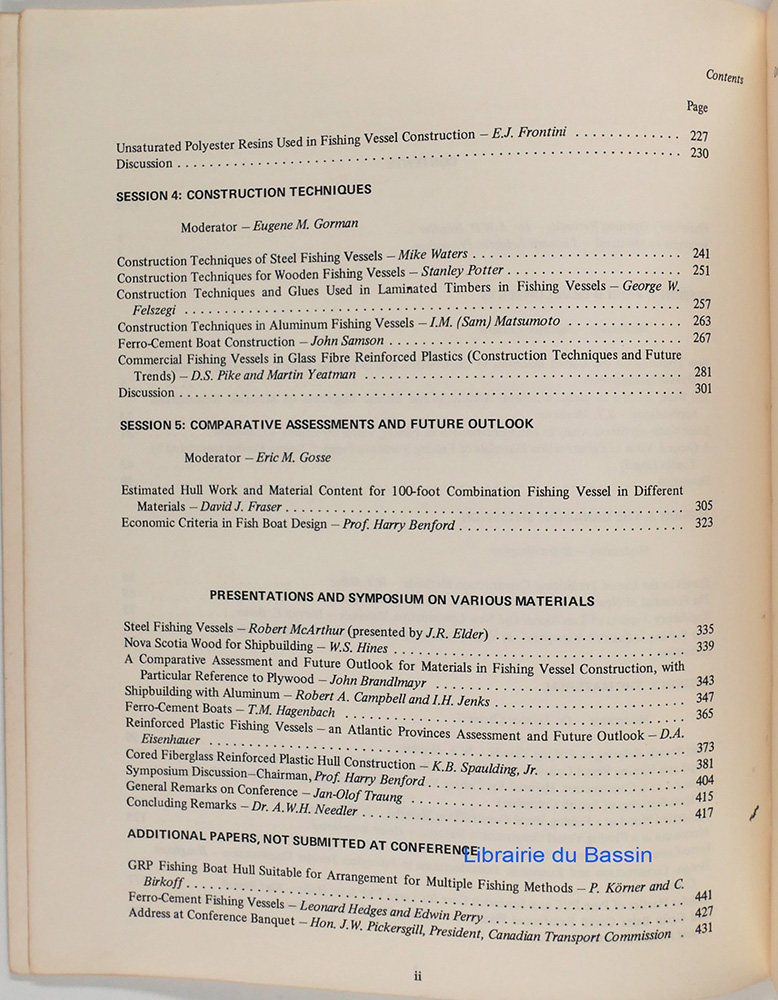 Contents
Page
Unsaturated Polyester Resins Used in Fishing Vessel Construction – E.J. Frontini . . . . . . . . . . . . . 227
Discussion . . . . . . . . . . . . . . . . . . . . . . . . . . . . . . . . . . . . . . . . . . . . . . . . . . . . 230
SESSION 4: CONSTRUCTION TECHNIQUES
Moderator – Eugene M. Gorman
Construction Techniques of Steel Fishing Vessels – Mike Waters . . . . . . . . . . . . . . . . . . . . . . 241
Construction Techniques for Wooden Fishing Vessels – Stanley Potter . . . . . . . . . . . . . . . . . . 251
Construction Techniques and Glues Used in Laminated Timbers in Fishing Vessels – George W.
Felszegi . . . . . . . . . . . . . . . . . . . . . . . . . . . . . . . . . . . . . . . . . . . . . . . . . . 257
Construction Techniques in Aluminum Fishing Vessels – I.M. (Sam) Matsumoto . . . . . . . . . . . . 263
Ferro-Cement Boat Construction – John Samson . . . . . . . . . . . . . . . . . . . . . . . . . . . . . . . 267
Commercial Fishing Vessels in Glass Fibre Reinforced Plastics (Construction Techniques and Future
Trends) – D.S. Pike and Martin Yeatman . . . . . . . . . . . . . . . . . . . . . . . . . . . . . . . . . 281
Discussion . . . . . . . . . . . . . . . . . . . . . . . . . . . . . . . . . . . . . . . . . . . . . . . . . . . . 301
SESSION 5: COMPARATIVE ASSESSMENTS AND FUTURE OUTLOOK
Moderator – Eric M. Gosse
Estimated Hull Work and Material Content for 100-foot Combination Fishing Vessel in Different
Materials – David J. Fraser . . . . . . . . . . . . . . . . . . . . . . . . . . . . . . . . . . . . . . . . . 305
Economic Criteria in Fish Boat Design – Prof. Harry Benford . . . . . . . . . . . . . . . . . . . . . . . . 323
PRESENTATIONS AND SYMPOSIUM ON VARIOUS MATERIALS
Steel Fishing Vessels – Robert McArthur (presented by J.R. Elder) . . . . . . . . . . . . . . . . . . . . . 335
Nova Scotia Wood for Shipbuilding – W.S. Hines . . . . . . . . . . . . . . . . . . . . . . . . . . . . . . . 339
A Comparative Assessment and Future Outlook for Materials in Fishing Vessel Construction, with
Particular Reference to Plywood – John Brandlmayr . . . . . . . . . . . . . . . . . . . . . . . . . . 343
Shipbuilding with Aluminum – Robert A. Campbell and I.H. Jenks . . . . . . . . . . . . . . . . . . . . . 347
Ferro-Cement Boats – T.M. Hagenbach . . . . . . . . . . . . . . . . . . . . . . . . . . . . . . . . . . . . . 365
Reinforced Plastic Fishing Vessels – an Atlantic Provinces Assessment and Future Outlook – D.A.
Eisenhauer . . . . . . . . . . . . . . . . . . . . . . . . . . . . . . . . . . . . . . . . . . . . . . . . . 373
Cored Fiberglass Reinforced Plastic Hull Construction – K.B. Spaulding, Jr. . . . . . . . . . . . . . . . 381
Symposium Discussion–Chairman, Prof. Harry Benford . . . . . . . . . . . . . . . . . . . . . . . . . . . . 404
General Remarks on Conference – Jan-Olof Traung . . . . . . . . . . . . . . . . . . . . . . . . . . . . . . 415
Concluding Remarks – Dr. A.W.H. Needler . . . . . . . . . . . . . . . . . . . . . . . . . . . . . . . . . . . 417
ADDITIONAL PAPERS, NOT SUBMITTED AT CONFERENCE
Librairie du Bassin
GRP Fishing Boat Hull Suitable for Arrangement for Multiple Fishing Methods – P. Körner and C.
Birkoff . . . . . . . . . . . . . . . . . . . . . . . . . . . . . . . . . . . . . . . . . . . . . . . . . . . 441
Ferro-Cement Fishing Vessels – Leonard Hedges and Edwin Perry . . . . . . . . . . . . . . . . . . . . . . 427
Address at Conference Banquet – Hon. J.W. Pickersgill, President, Canadian Transport Commission . 431
ii